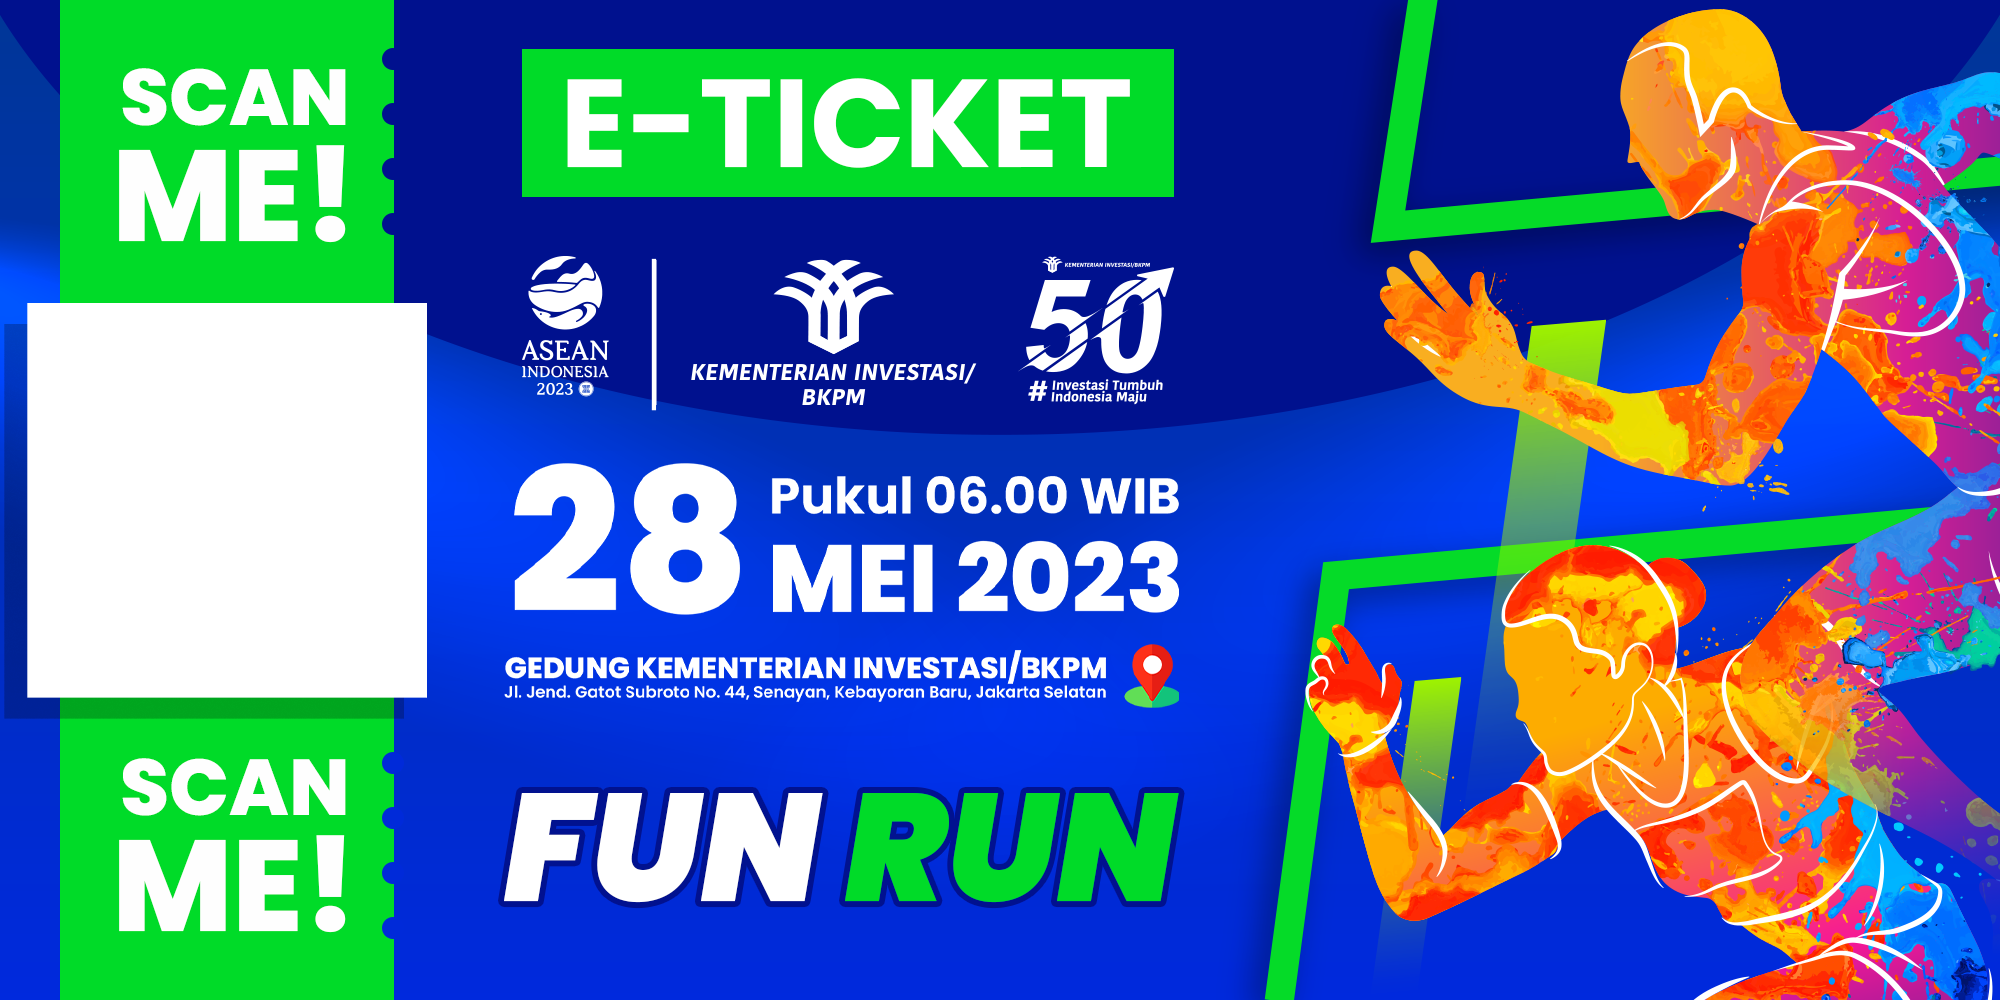 SCAN
ME!
SCAN
ME!
E-TICKET
ASEAN
INDONESIA
2023
KEMENTERIAN INVESTASI/
BKPM
KEMENTERIAN INVESTASI/BKPM
50
# Investasi Tumbuh
Indonesia Maju
28
Pukul 06.00 WIB
MEI 2023
GEDUNG KEMENTERIAN INVESTASI/BKPM
Jl. Jend. Gatot Subroto No. 44, Senayan, Kebayoran Baru, Jakarta Selatan
FUN RUN